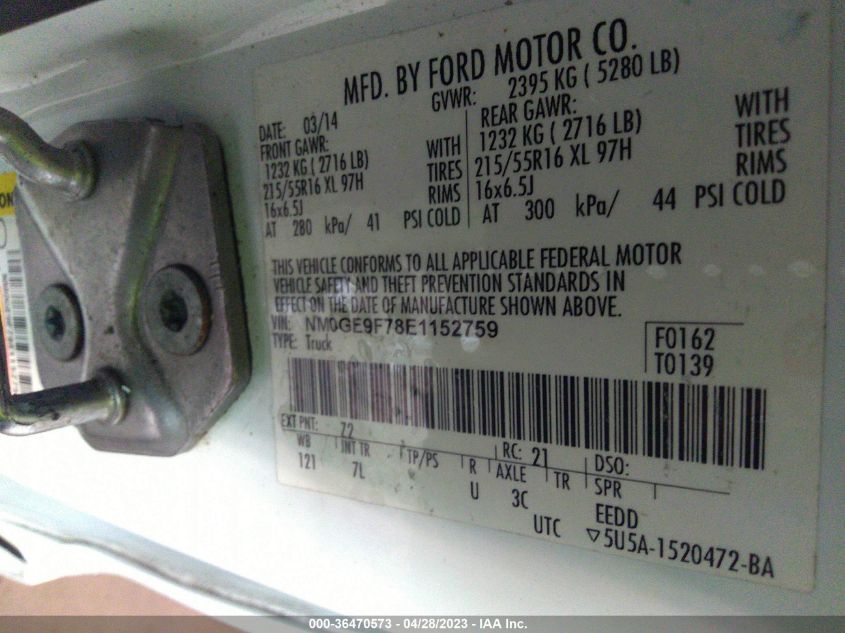 MFD. BY FORD MOTOR CO.
GVWR: 2395 KG ( 5280 LB)
DATE: 03/14
FRONT GAWR:
1232 KG (2716 LB) WITH
215/55R16 XL 97H TIRES
16x6.5J RIMS
AT 280 kPa/ 41 PSI COLD
REAR GAWR:
1232 KG ( 2716 LB) WITH
215/55R16 XL 97H TIRES
16x6.5J RIMS
AT 300 kPa/ 44 PSI COLD
THIS VEHICLE CONFORMS TO ALL APPLICABLE FEDERAL MOTOR
VEHICLE SAFETY AND THEFT PREVENTION STANDARDS IN
EFFECT ON THE DATE OF MANUFACTURE SHOWN ABOVE.
VIN: NM0GE9F78E1152759
TYPE: Truck
F0162
T0139
EXT PNT: Z2 RC: 21 DSO:
WB INT TR TP/PS R AXLE TR SPR
121 7L U 3C EEDD
UTC ▽5U5A-1520472-BA
000-36470573 - 04/28/2023 - IAA Inc.